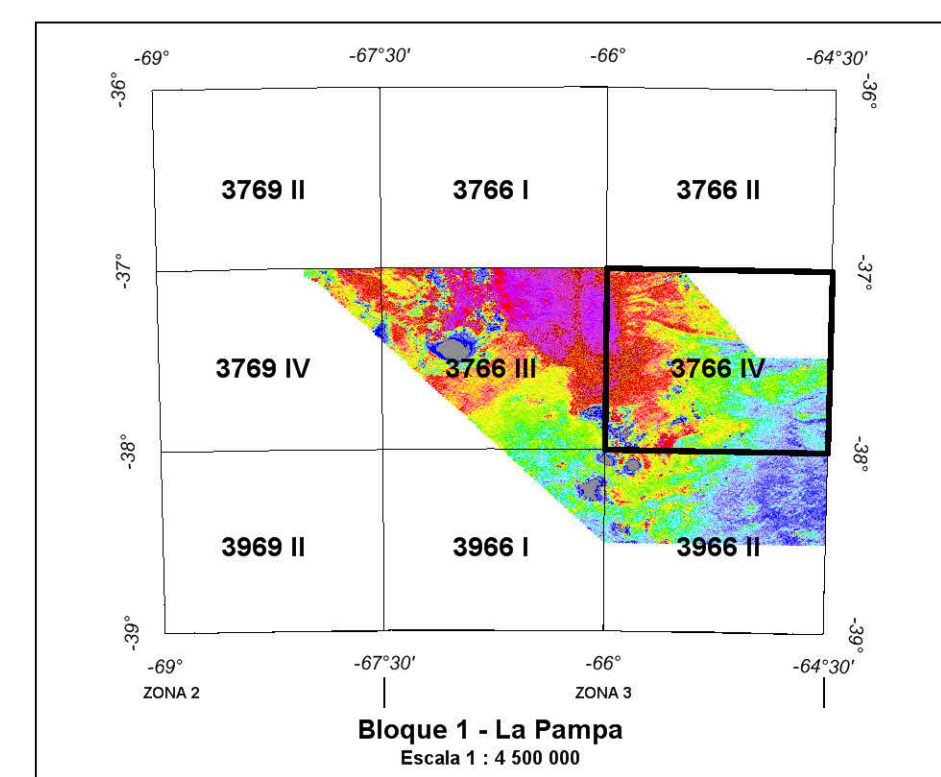 -69° -67°30' -66° -64°30'
-36° -36°
3769 II 3766 I 3766 II
-37° -37°
3769 IV 3766 III 3766 IV
-38° -38°
3969 II 3966 I 3966 II
-39° -39°
-69° -67°30' -66° -64°30'
ZONA 2 ZONA 3
Bloque 1 - La Pampa
Escala 1 : 4 500 000